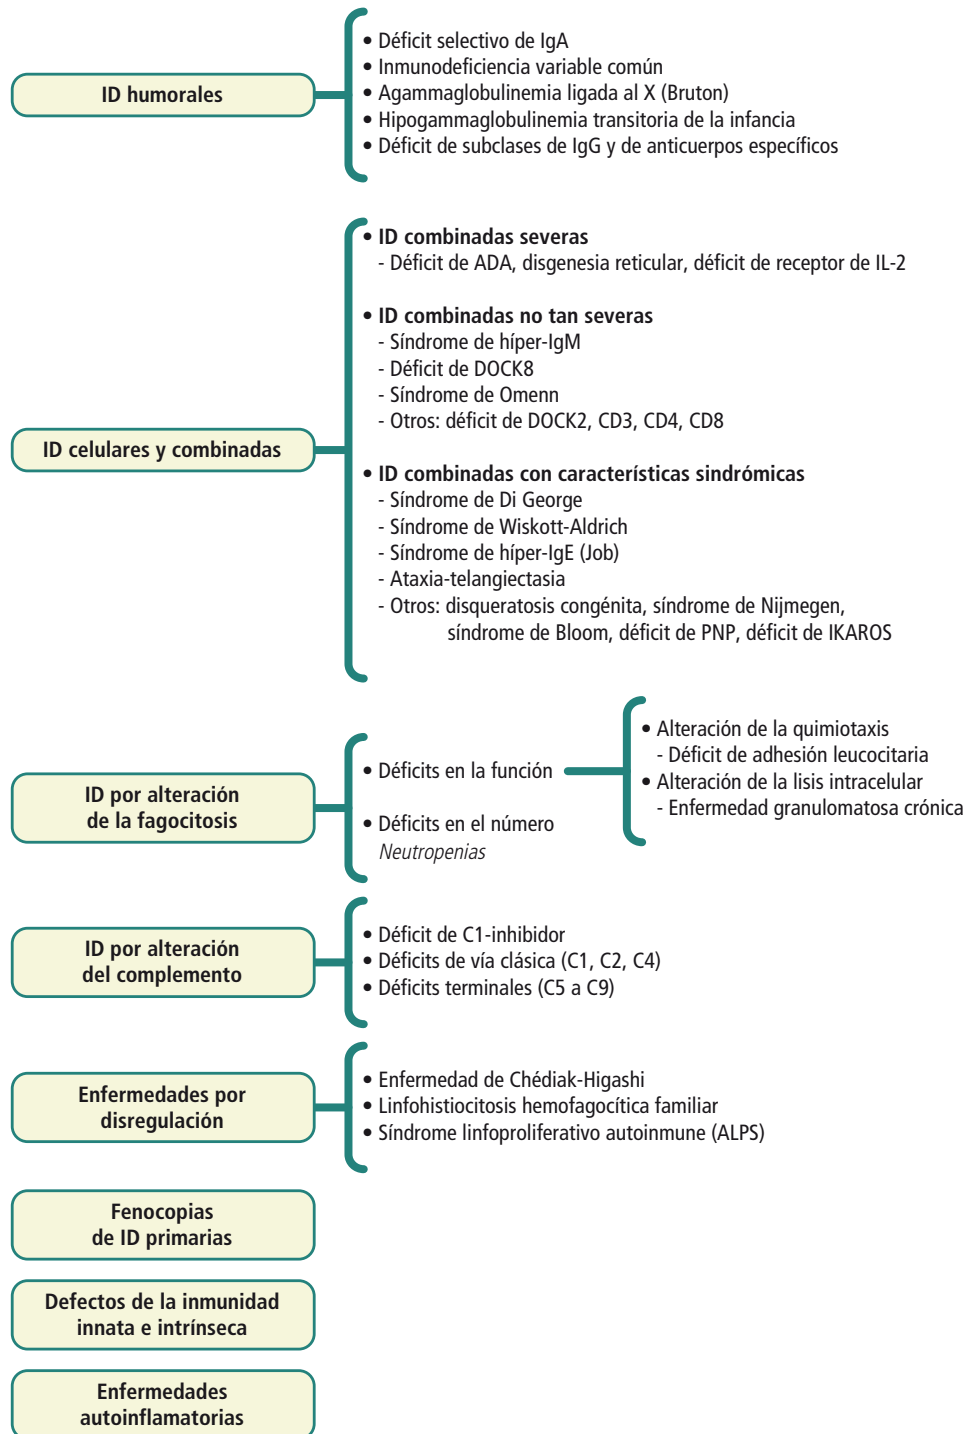 ID humorales
• Déficit selectivo de IgA
• Inmunodeficiencia variable común
• Agammaglobulinemia ligada al X (Bruton)
• Hipogammaglobulinemia transitoria de la infancia
• Déficit de subclases de IgG y de anticuerpos específicos
ID celulares y combinadas
• ID combinadas severas
- Déficit de ADA, disgenesia reticular, déficit de receptor de IL-2
• ID combinadas no tan severas
- Síndrome de híper-IgM
- Déficit de DOCK8
- Síndrome de Omenn
- Otros: déficit de DOCK2, CD3, CD4, CD8
• ID combinadas con características sindrómicas
- Síndrome de Di George
- Síndrome de Wiskott-Aldrich
- Síndrome de híper-IgE (Job)
- Ataxia-telangiectasia
- Otros: disqueratosis congénita, síndrome de Nijmegen,
síndrome de Bloom, déficit de PNP, déficit de IKAROS
ID por alteración
de la fagocitosis
• Déficits en la función
• Alteración de la quimiotaxis
- Déficit de adhesión leucocitaria
• Alteración de la lisis intracelular
- Enfermedad granulomatosa crónica
• Déficits en el número
Neutropenias
ID por alteración
del complemento
• Déficit de C1-inhibidor
• Déficits de vía clásica (C1, C2, C4)
• Déficits terminales (C5 a C9)
Enfermedades por
disregulación
• Enfermedad de Chédiak-Higashi
• Linfohistiocitosis hemofagocítica familiar
• Síndrome linfoproliferativo autoinmune (ALPS)
Fenocopias
de ID primarias
Defectos de la inmunidad
innata e intrínseca
Enfermedades
autoinflamatorias